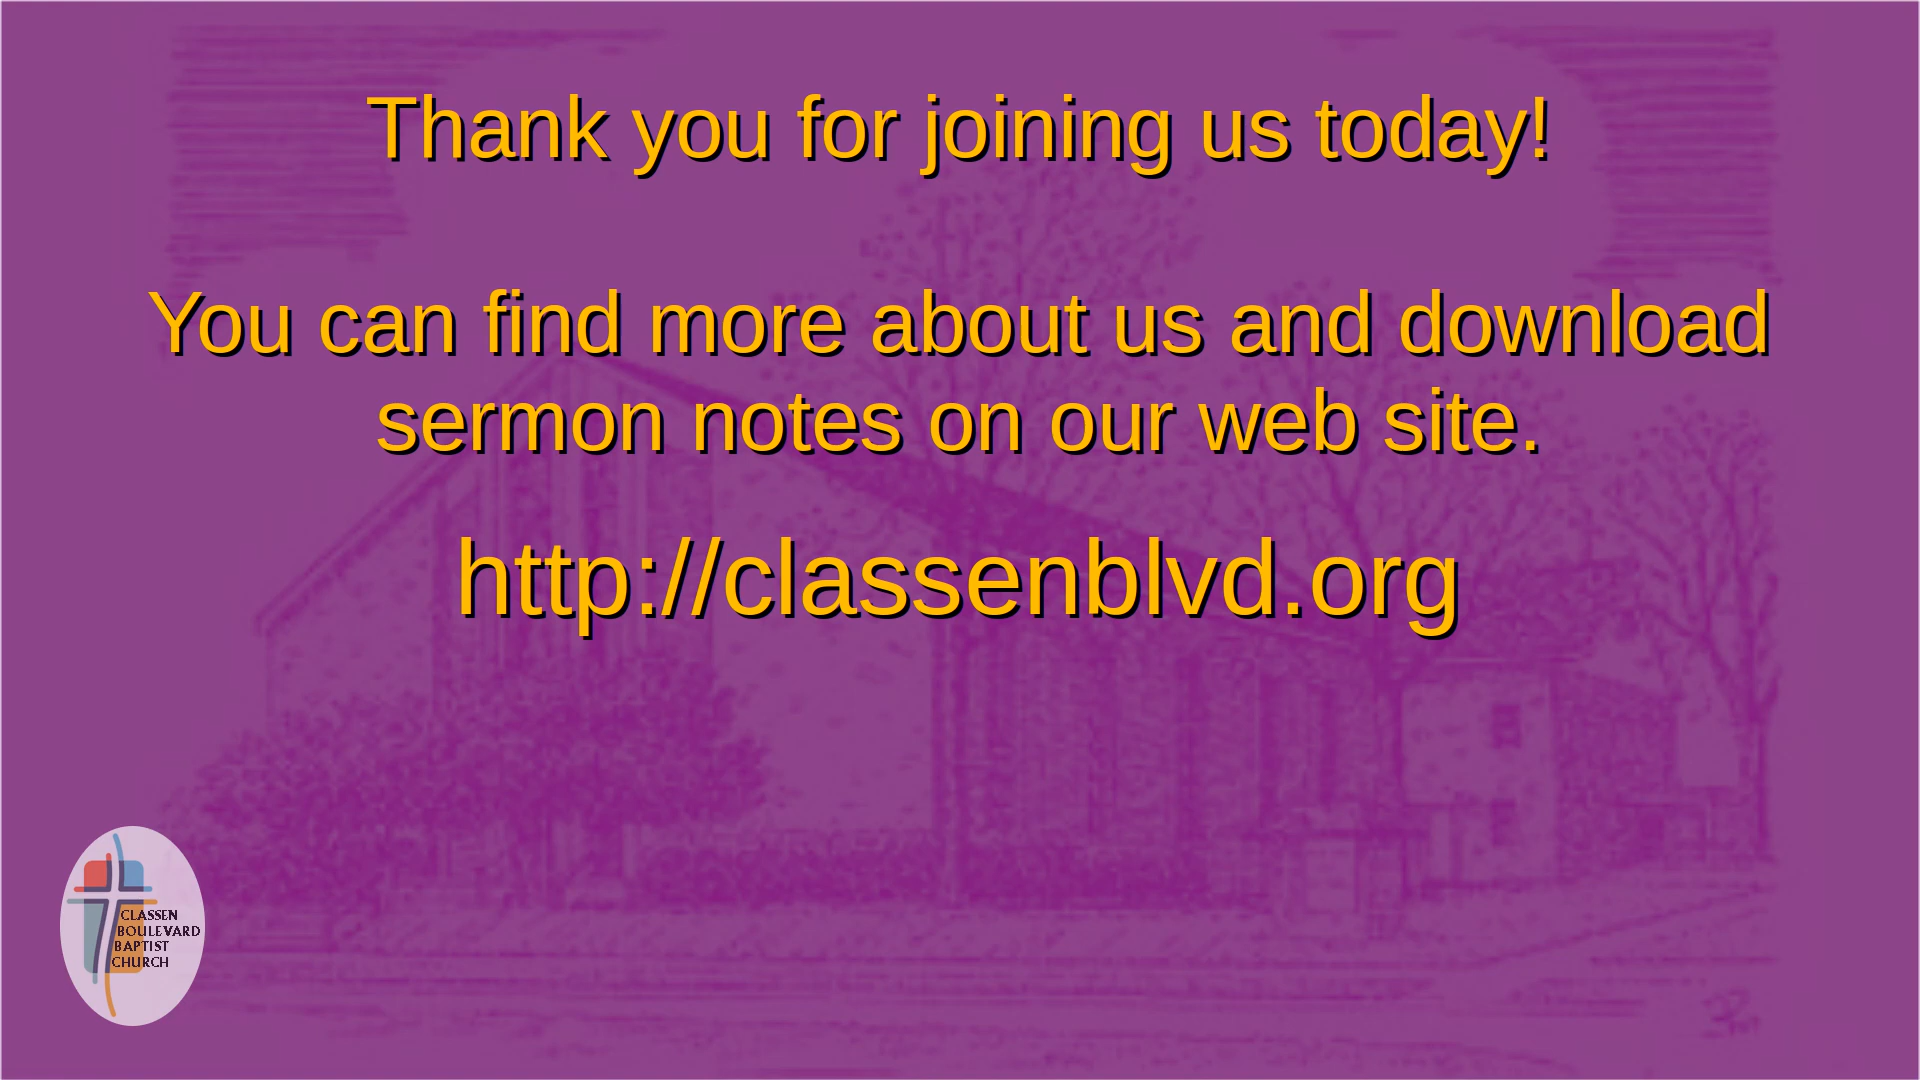 Thank you for joining us today!
You can find more about us and download
sermon notes on our web site.
http://classenblvd.org
CLASSEN
BOULEVARD
BAPTIST
CHURCH